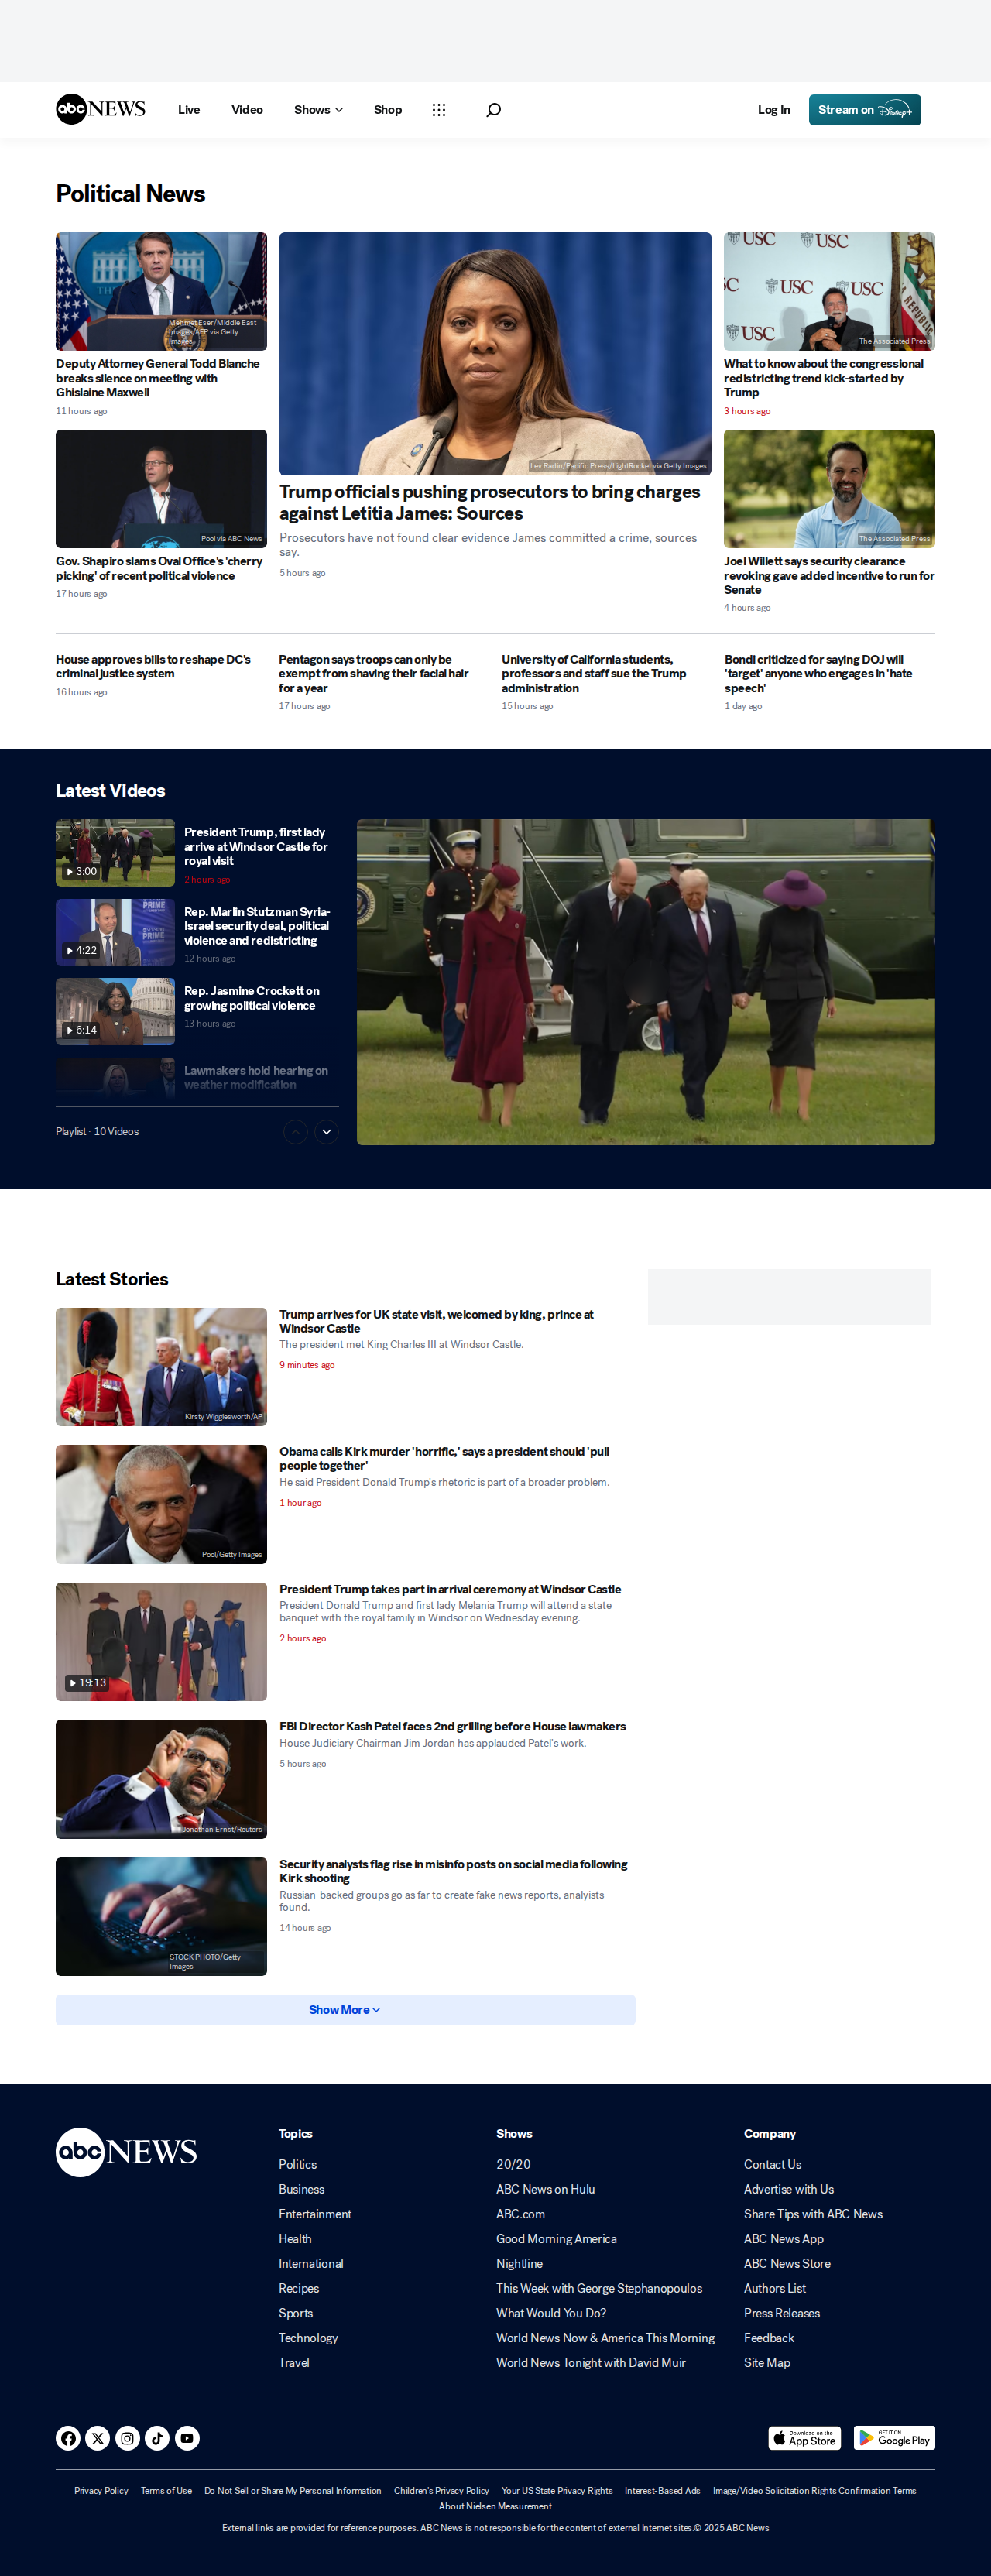 abc NEWS
Live
Video
Shows
Shop
Log In
Stream on Disney+
Political News
Mehmet Eser/Middle East
Images/AFP via Getty
Images
Deputy Attorney General Todd Blanche
breaks silence on meeting with
Ghislaine Maxwell
11 hours ago
Pool via ABC News
Gov. Shapiro slams Oval Office's 'cherry
picking' of recent political violence
17 hours ago
Lev Radin/Pacific Press/LightRocket via Getty Images
Trump officials pushing prosecutors to bring charges
against Letitia James: Sources
Prosecutors have not found clear evidence James committed a crime, sources
say.
5 hours ago
USC USC
USC USC
USC
REPUBLIC
The Associated Press
What to know about the congressional
redistricting trend kick-started by
Trump
3 hours ago
The Associated Press
Joel Willett says security clearance
revoking gave added incentive to run for
Senate
4 hours ago
House approves bills to reshape DC's
criminal justice system
16 hours ago
Pentagon says troops can only be
exempt from shaving their facial hair
for a year
17 hours ago
University of California students,
professors and staff sue the Trump
administration
15 hours ago
Bondi criticized for saying DOJ will
'target' anyone who engages in 'hate
speech'
1 day ago
Latest Videos
3:00
President Trump, first lady
arrive at Windsor Castle for
royal visit
2 hours ago
PRIME
PRIME
4:22
Rep. Marlin Stutzman Syria-
Israel security deal, political
violence and redistricting
12 hours ago
6:14
Rep. Jasmine Crockett on
growing political violence
13 hours ago
Lawmakers hold hearing on
weather modification
Playlist · 10 Videos
Latest Stories
Kirsty Wigglesworth/AP
Trump arrives for UK state visit, welcomed by king, prince at
Windsor Castle
The president met King Charles III at Windsor Castle.
9 minutes ago
Pool/Getty Images
Obama calls Kirk murder 'horrific,' says a president should 'pull
people together'
He said President Donald Trump's rhetoric is part of a broader problem.
1 hour ago
19:13
President Trump takes part in arrival ceremony at Windsor Castle
President Donald Trump and first lady Melania Trump will attend a state
banquet with the royal family in Windsor on Wednesday evening.
2 hours ago
Jonathan Ernst/Reuters
FBI Director Kash Patel faces 2nd grilling before House lawmakers
House Judiciary Chairman Jim Jordan has applauded Patel's work.
5 hours ago
STOCK PHOTO/Getty
Images
Security analysts flag rise in misinfo posts on social media following
Kirk shooting
Russian-backed groups go as far to create fake news reports, analyists
found.
14 hours ago
Show More
abc NEWS
Topics
Politics
Business
Entertainment
Health
International
Recipes
Sports
Technology
Travel
Shows
20/20
ABC News on Hulu
ABC.com
Good Morning America
Nightline
This Week with George Stephanopoulos
What Would You Do?
World News Now & America This Morning
World News Tonight with David Muir
Company
Contact Us
Advertise with Us
Share Tips with ABC News
ABC News App
ABC News Store
Authors List
Press Releases
Feedback
Site Map
Download on the
App Store
GET IT ON
Google Play
Privacy Policy Terms of Use Do Not Sell or Share My Personal Information Children's Privacy Policy Your US State Privacy Rights Interest-Based Ads Image/Video Solicitation Rights Confirmation Terms
About Nielsen Measurement
External links are provided for reference purposes. ABC News is not responsible for the content of external Internet sites.© 2025 ABC News